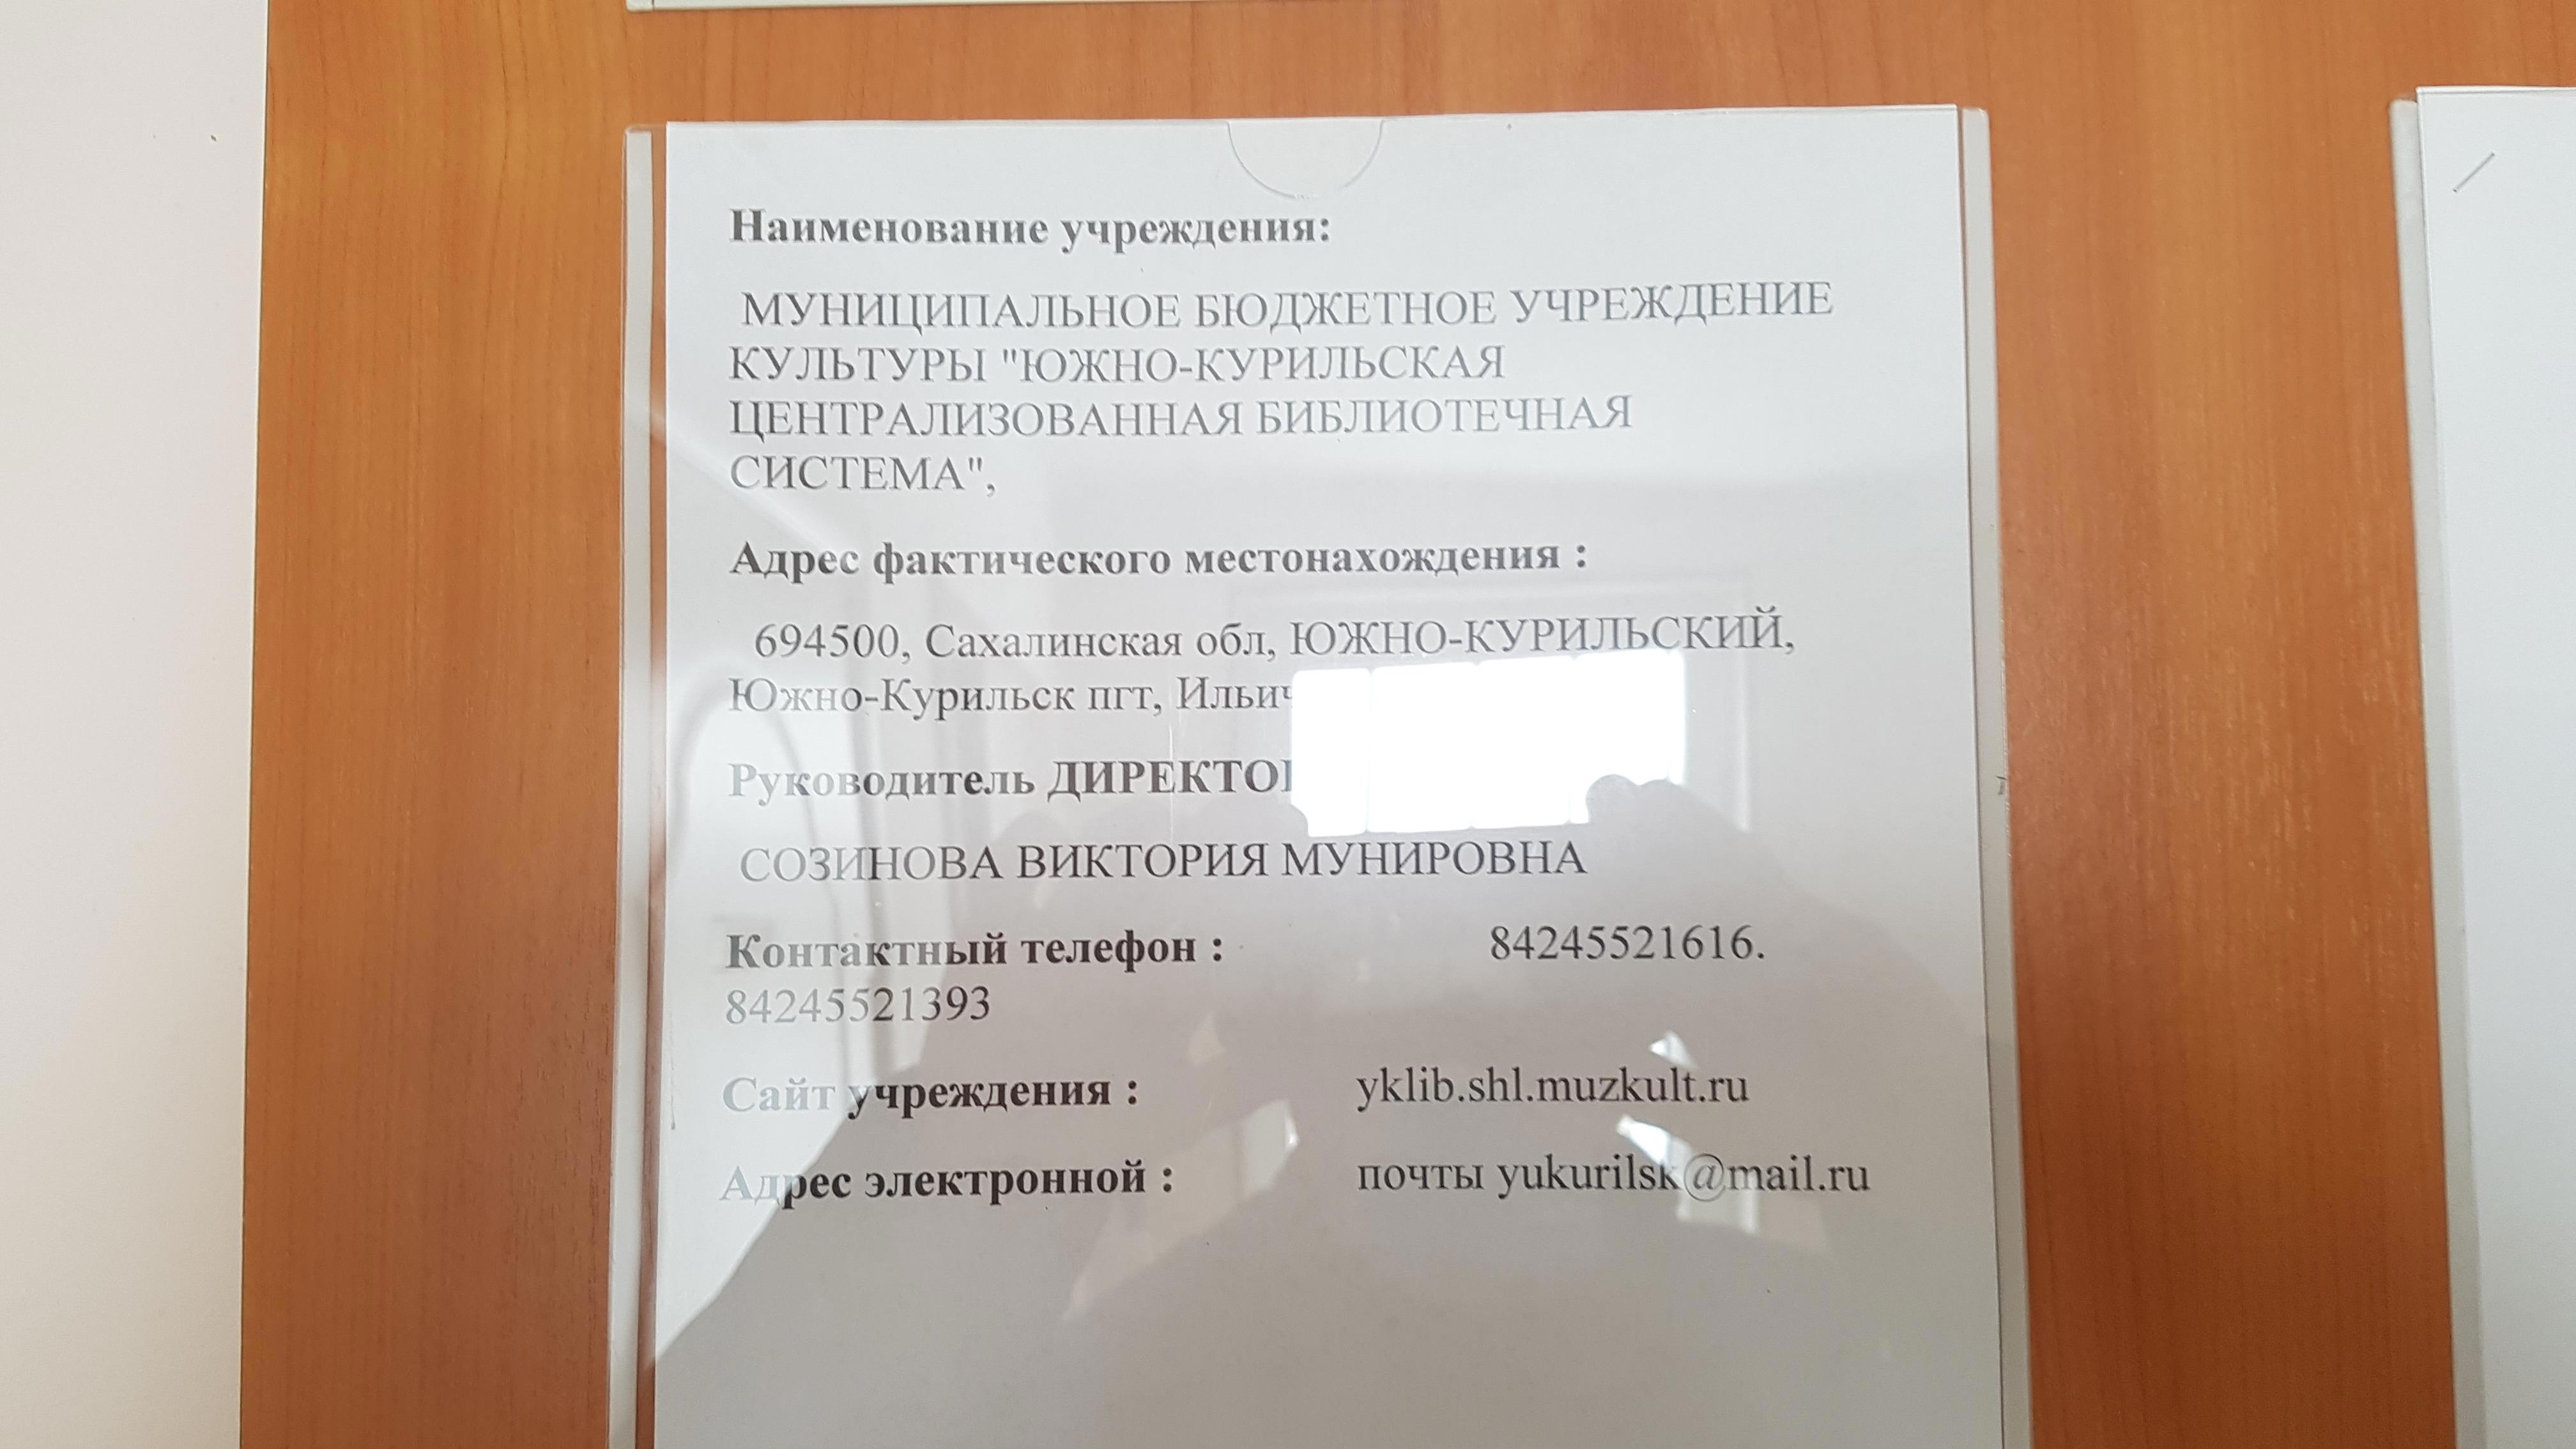 Наименование учреждения:
МУНИЦИПАЛЬНОЕ БЮДЖЕТНОЕ УЧРЕЖДЕНИЕ
КУЛЬТУРЫ "ЮЖНО-КУРИЛЬСКАЯ
ЦЕНТРАЛИЗОВАННАЯ БИБЛИОТЕЧНАЯ
СИСТЕМА",
Адрес фактического местонахождения :
694500, Сахалинская обл, ЮЖНО-КУРИЛЬСКИЙ,
Южно-Курильск пгт,
Руководитель
СОЗИНОВА ВИКТОРИЯ МУНИРОВНА
Контактный телефон : 84245521616.
84245521393
Сайт учреждения : yklib.shl.muzkult.ru
Адрес электронной : почты yukurilsk@mail.ru